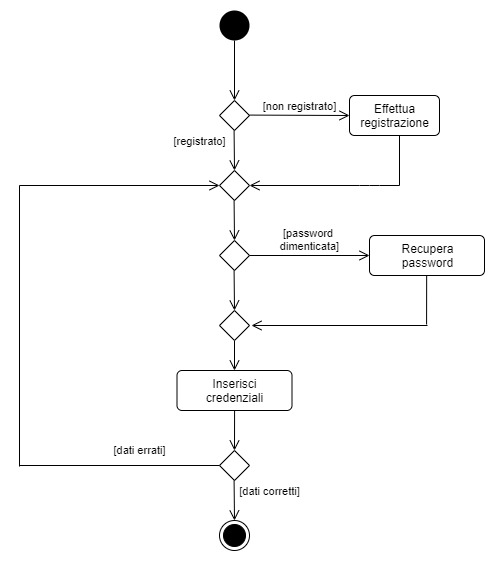 [non registrato]
Effettua
registrazione
[registrato]
[password
dimenticata]
Recupera
password
Inserisci
credenziali
[dati errati]
[dati corretti]